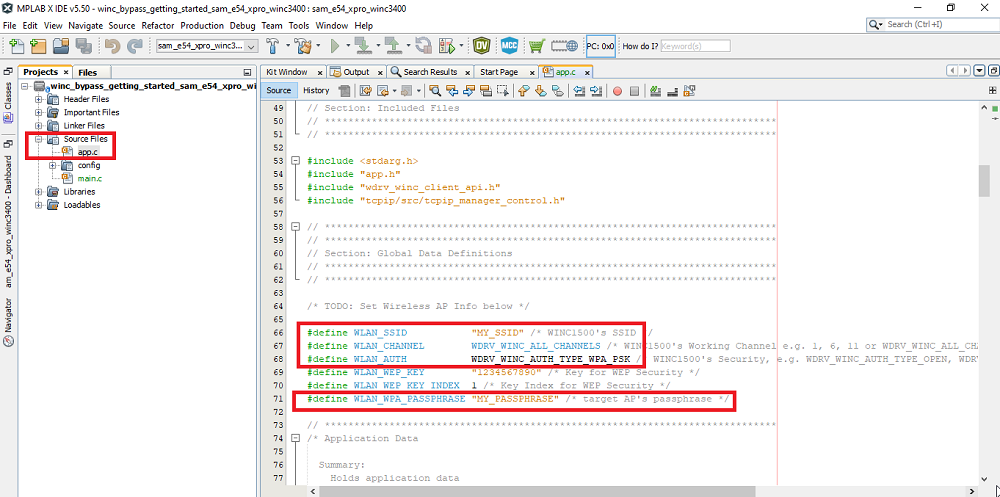 MPLAB X IDE v5.50 - winc_bypass_getting_started_sam_e54_xpro_winc3400 : sam_e54_xpro_winc3400
File Edit View Navigate Source Refactor Production Debug Team Tools Window Help
Search (Ctrl+I)
sam_e54_xpro_winc3...
DV
MCC
PC: 0x0
How do I?
Keyword(s)
Projects
Files
Kit Window
Output
Search Results
Start Page
app.c
Source
History
Classes
am_e54_xpro_winc3400 - Dashboard
Navigator
winc_bypass_getting_started_sam_e54_xpro_wi
Header Files
Important Files
Linker Files
Source Files
app.c
config
main.c
Libraries
Loadables
49 // Section: Included Files
50 // *****************************************************************************
51 // *****************************************************************************
52
53 #include <stdarg.h>
54 #include "app.h"
55 #include "wdrv_winc_client_api.h"
56 #include "tcpip/src/tcpip_manager_control.h"
57
58 // *****************************************************************************
59 // *****************************************************************************
60 // Section: Global Data Definitions
61 // *****************************************************************************
62 // *****************************************************************************
63
64 /* TODO: Set Wireless AP Info below */
65
66 #define WLAN_SSID "MY_SSID" /* WINC1500's SSID */
67 #define WLAN_CHANNEL WDRV_WINC_ALL_CHANNELS /* WINC1500's Working Channel e.g. 1, 6, 11 or WDRV_WINC_ALL_CHA
68 #define WLAN_AUTH WDRV_WINC_AUTH_TYPE_WPA_PSK / WINC1500's Security, e.g. WDRV_WINC_AUTH_TYPE_OPEN, WDRV
69 #define WLAN_WEP_KEY "1234567890" /* Key for WEP Security */
70 #define WLAN_WEP_KEY_INDEX 1 /* Key Index for WEP Security */
71 #define WLAN_WPA_PASSPHRASE "MY_PASSPHRASE" /* target AP's passphrase */
72
73 // *****************************************************************************
74 /* Application Data
75
76 Summary:
77 Holds application data